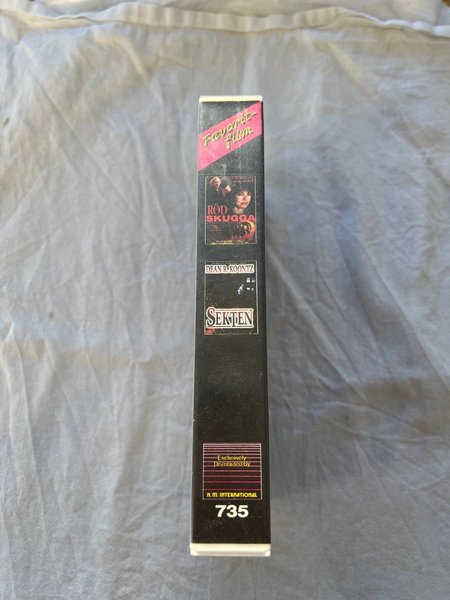 Favorit-
film
RÖD
SKUGGA
DEAN R. KOONTZ
SEKTEN
Exclusively
Distributed by
N. M. INTERNATIONAL
735